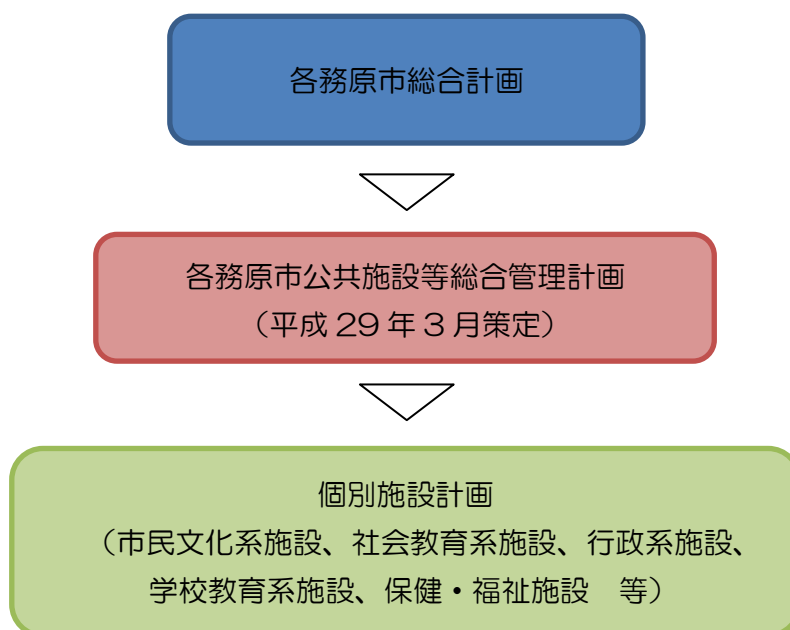 各務原市総合計画
各務原市公共施設等総合管理計画
（平成 29 年 3 月策定）
個別施設計画
（市民文化系施設、社会教育系施設、行政系施設、
学校教育系施設、保健・福祉施設　等）